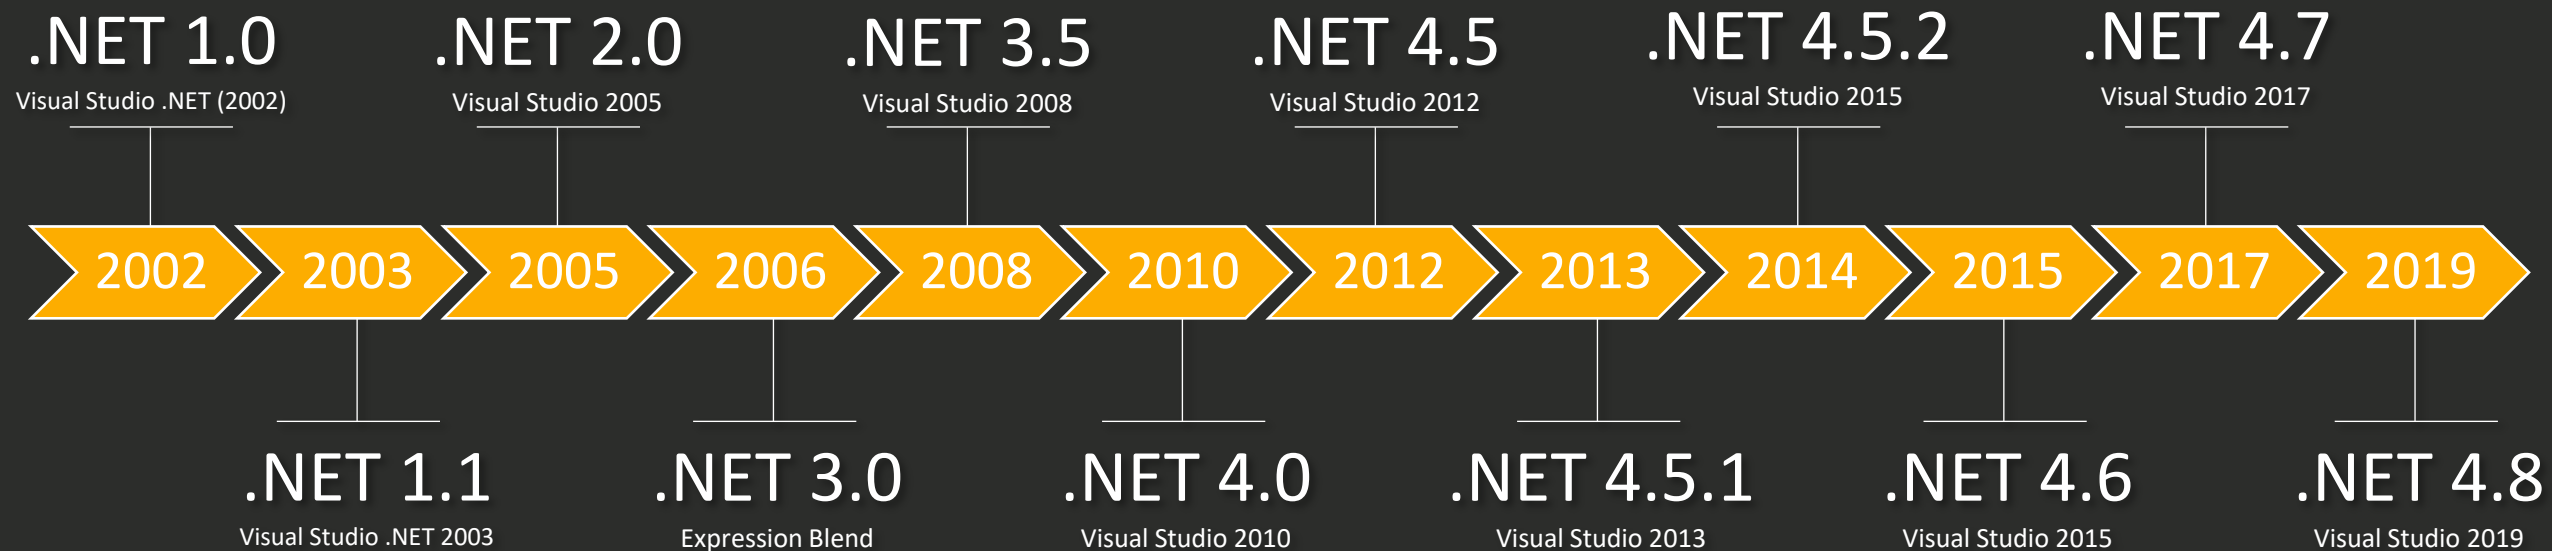 .NET 1.0
Visual Studio .NET (2002)
.NET 2.0
Visual Studio 2005
.NET 3.5
Visual Studio 2008
.NET 4.5
Visual Studio 2012
.NET 4.5.2
Visual Studio 2015
.NET 4.7
Visual Studio 2017
2002
2003
2005
2006
2008
2010
2012
2013
2014
2015
2017
2019
.NET 1.1
Visual Studio .NET 2003
.NET 3.0
Expression Blend
.NET 4.0
Visual Studio 2010
.NET 4.5.1
Visual Studio 2013
.NET 4.6
Visual Studio 2015
.NET 4.8
Visual Studio 2019